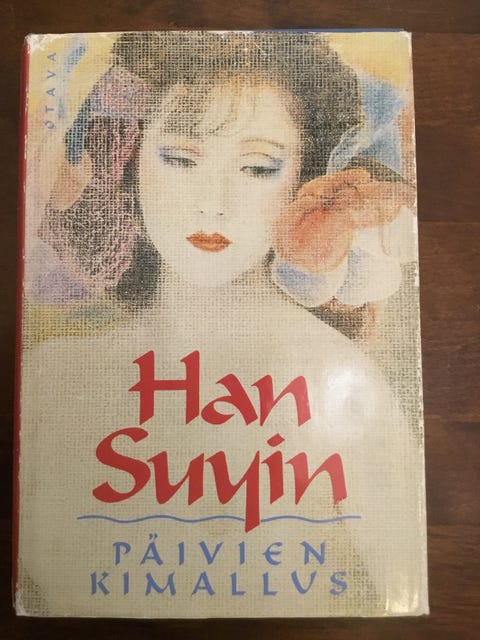 OTAVA
Han
Suyin
PÄIVIEN
KIMALLUS